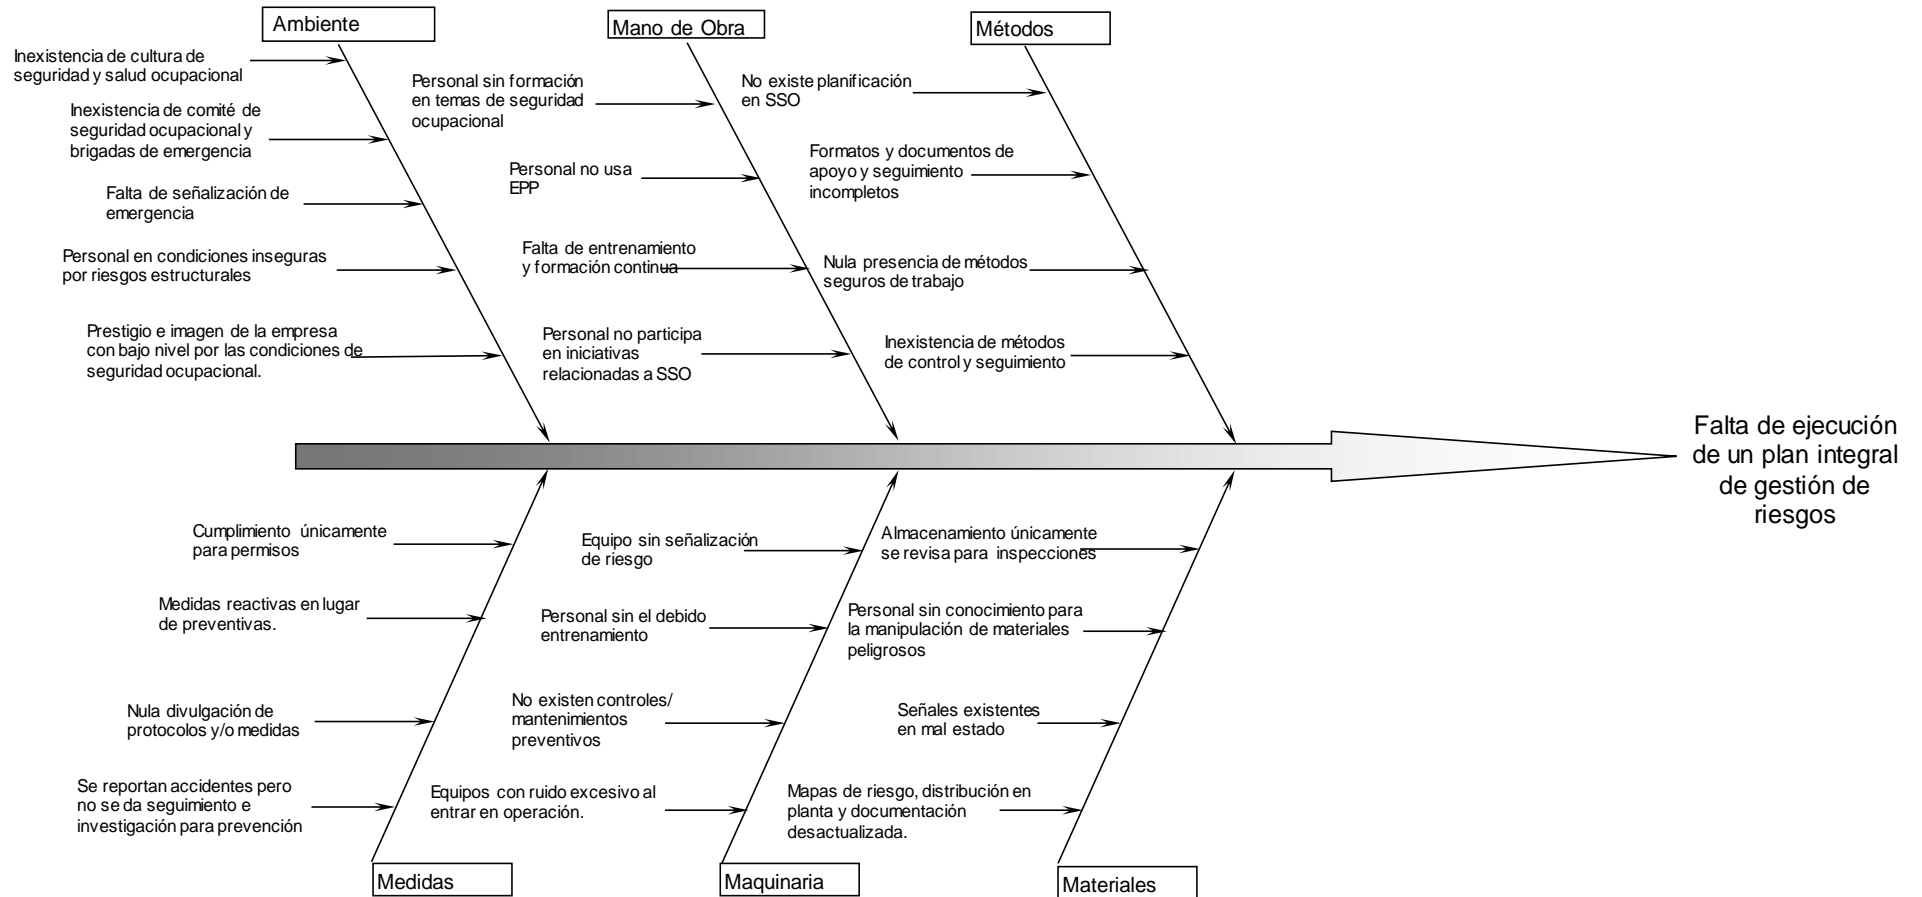 Ambiente
Inexistencia de cultura de
seguridad y salud ocupacional
Inexistencia de comité de
seguridad ocupacional y
brigadas de emergencia
Falta de señalización de
emergencia
Personal en condiciones inseguras
por riesgos estructurales
Prestigio e imagen de la empresa
con bajo nivel por las condiciones de
seguridad ocupacional.
Mano de Obra
Personal sin formación
en temas de seguridad
ocupacional
Personal no usa
EPP
Falta de entrenamiento
y formación continua
Personal no participa
en iniciativas
relacionadas a SSO
Métodos
No existe planificación
en SSO
Formatos y documentos de
apoyo y seguimiento
incompletos
Nula presencia de métodos
seguros de trabajo
Inexistencia de métodos
de control y seguimiento
Falta de ejecución
de un plan integral
de gestión de
riesgos
Cumplimiento únicamente
para permisos
Medidas reactivas en lugar
de preventivas.
Nula divulgación de
protocolos y/o medidas
Se reportan accidentes pero
no se da seguimiento e
investigación para prevención
Medidas
Equipo sin señalización
de riesgo
Personal sin el debido
entrenamiento
No existen controles/
mantenimientos
preventivos
Equipos con ruido excesivo al
entrar en operación.
Maquinaria
Almacenamiento únicamente
se revisa para inspecciones
Personal sin conocimiento para
la manipulación de materiales
peligrosos
Señales existentes
en mal estado
Mapas de riesgo, distribución en
planta y documentación
desactualizada.
Materiales